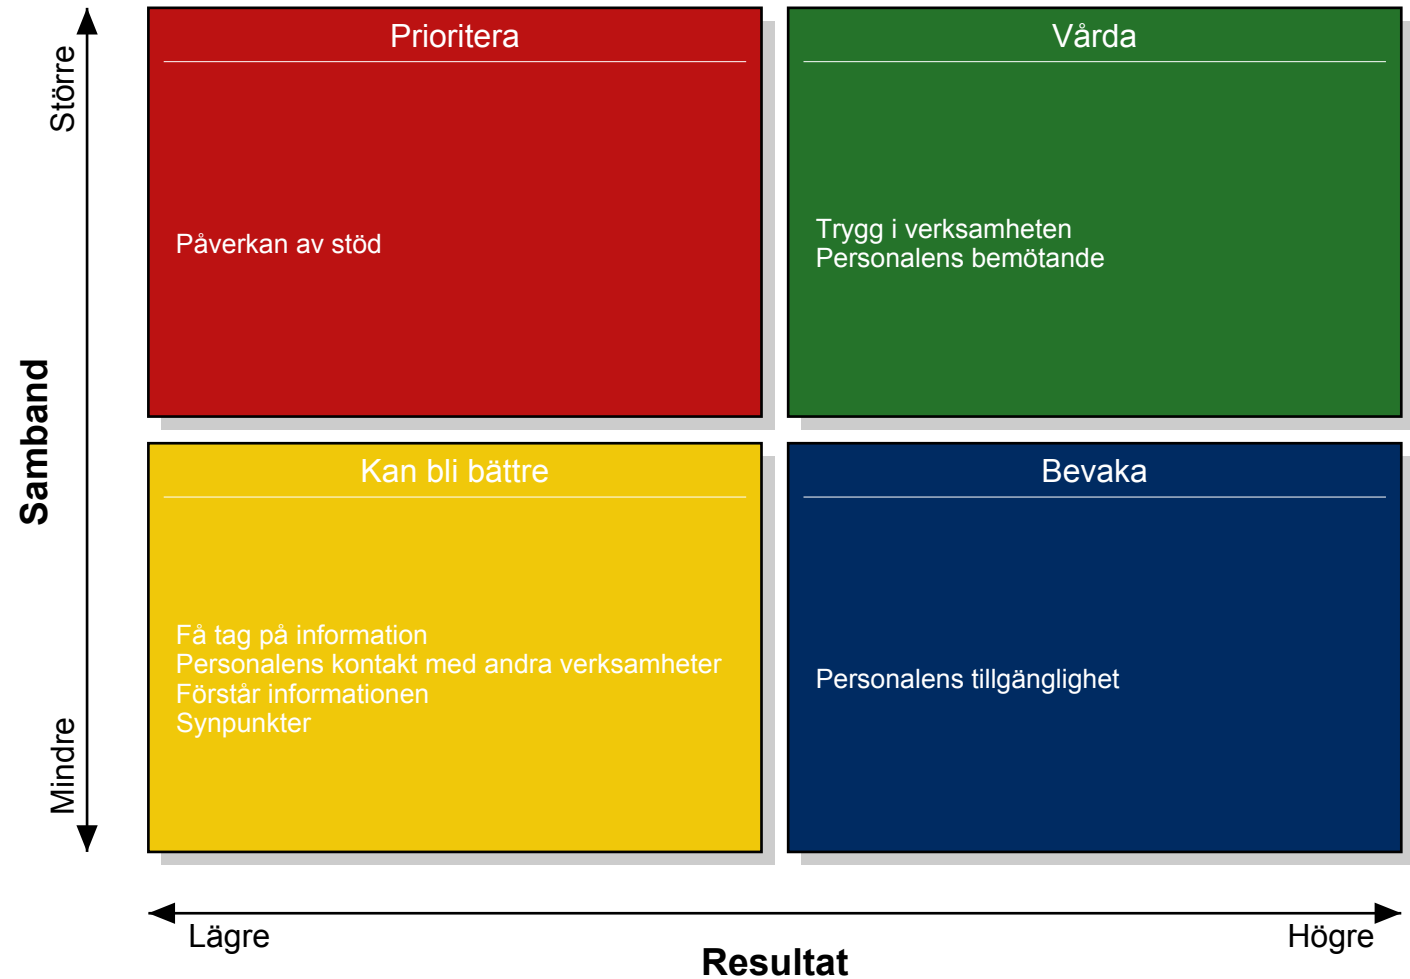 Större
Samband
Mindre
Prioritera
Påverkan av stöd
Vårda
Trygg i verksamheten
Personalens bemötande
Kan bli bättre
Få tag på information
Personalens kontakt med andra verksamheter
Förstår informationen
Synpunkter
Bevaka
Personalens tillgänglighet
Lägre
Resultat
Högre